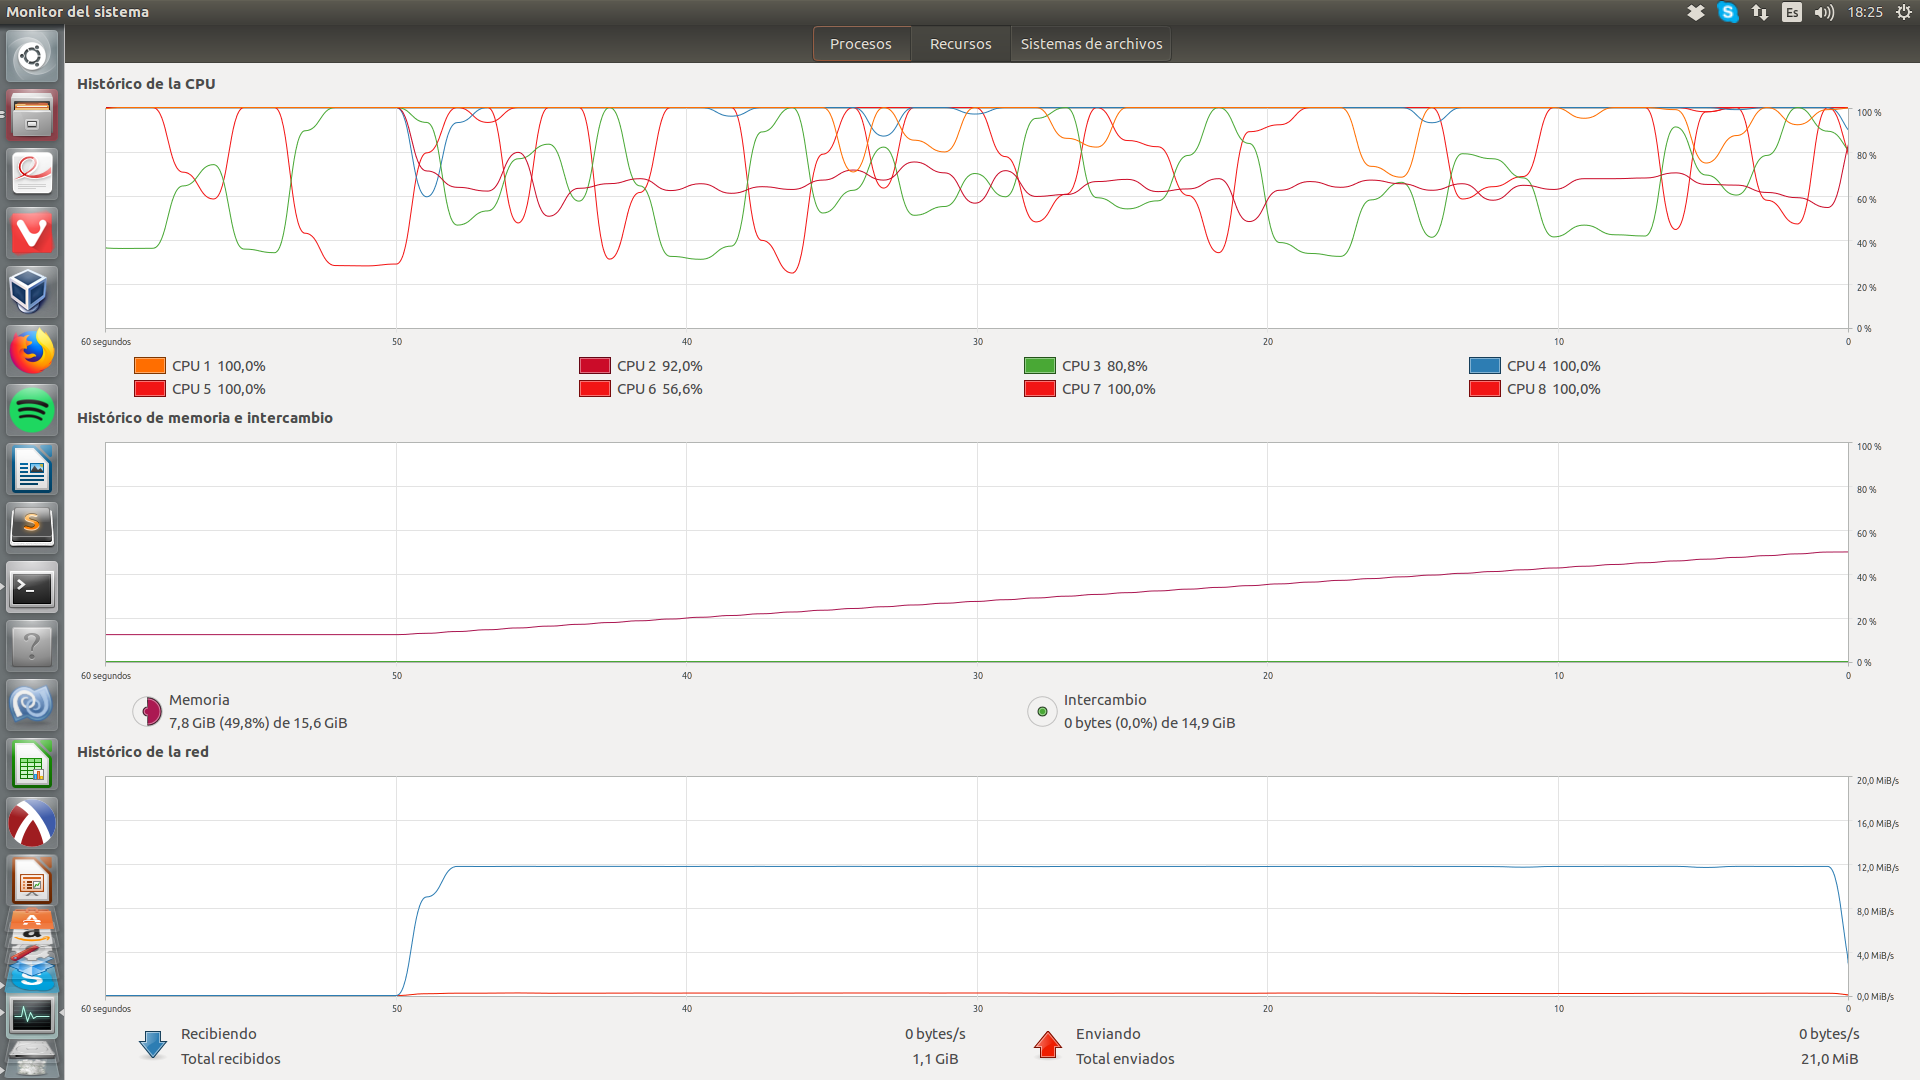 Monitor del sistema
Es
18:25
Procesos Recursos Sistemas de archivos
Histórico de la CPU
100 %
80 %
60 %
40 %
20 %
0 %
60 segundos 50 40 30 20 10 0
CPU 1 100,0% CPU 2 92,0% CPU 3 80,8% CPU 4 100,0%
CPU 5 100,0% CPU 6 56,6% CPU 7 100,0% CPU 8 100,0%
Histórico de memoria e intercambio
100 %
80 %
60 %
40 %
20 %
0 %
60 segundos 50 40 30 20 10 0
Memoria
7,8 GiB (49,8%) de 15,6 GiB
Intercambio
0 bytes (0,0%) de 14,9 GiB
Histórico de la red
20,0 MiB/s
16,0 MiB/s
12,0 MiB/s
8,0 MiB/s
4,0 MiB/s
0,0 MiB/s
60 segundos 50 40 30 20 10 0
Recibiendo 0 bytes/s
Total recibidos 1,1 GiB
Enviando 0 bytes/s
Total enviados 21,0 MiB